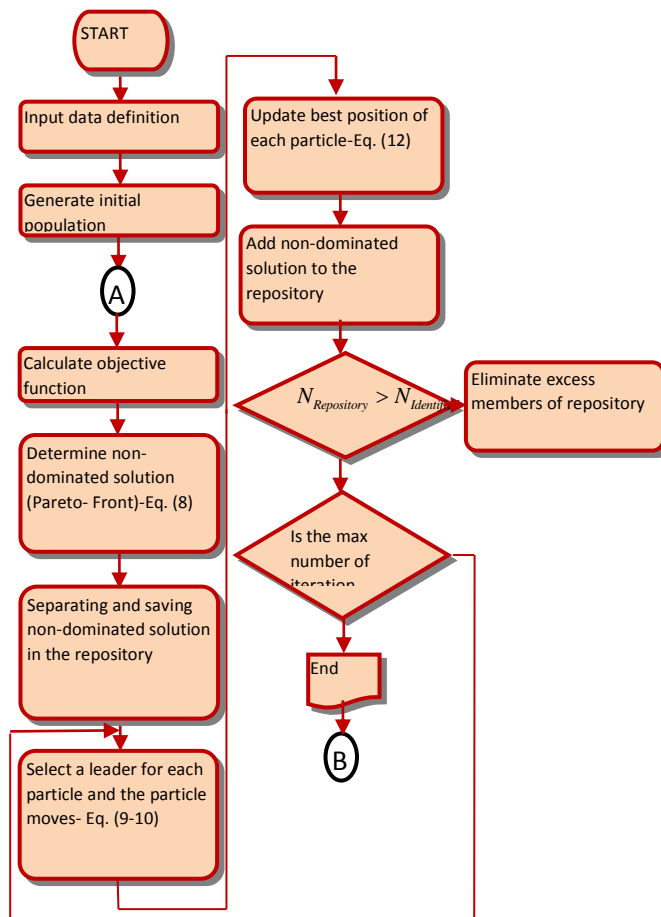 START
Input data definition
Generate initial
population
A
Calculate objective
function
Determine non-
dominated solution
(Pareto- Front)-Eq. (8)
Separating and saving
non-dominated solution
in the repository
Select a leader for each
particle and the particle
moves- Eq. (9-10)
Update best position of
each particle-Eq. (12)
Add non-dominated
solution to the
repository
N_Repository > N_Identif
Eliminate excess
members of repository
Is the max
number of
iteration
End
B